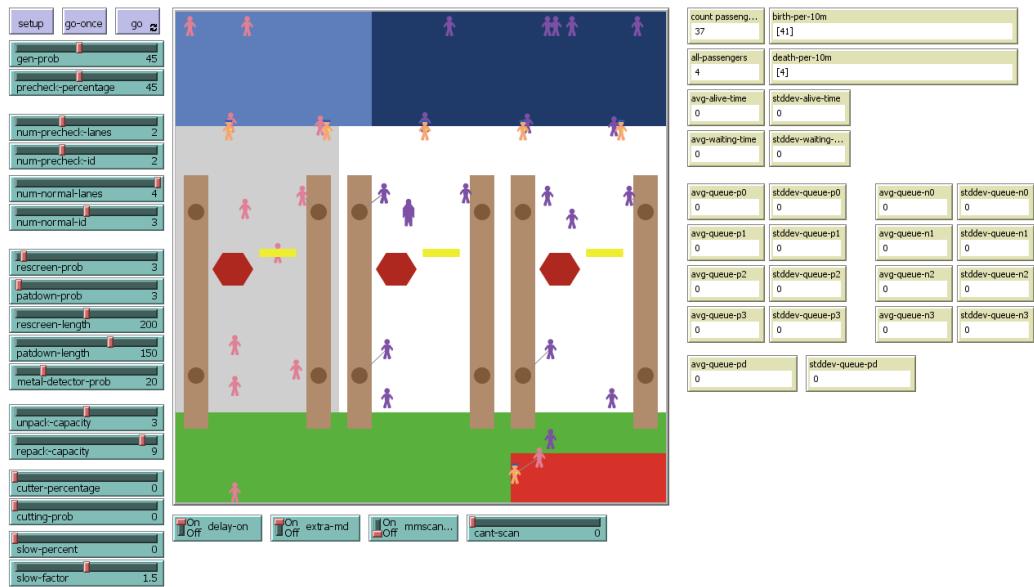 setup go-once go
gen-prob 45
precheck-percentage 45
num-precheck-lanes 2
num-precheck-id 2
num-normal-lanes 4
num-normal-id 3
rescreen-prob 3
patdown-prob 3
rescreen-length 200
patdown-length 150
metal-detector-prob 20
unpack-capacity 3
repack-capacity 9
cutter-percentage 0
cutting-prob 0
slow-percent 0
slow-factor 1.5
On
Off delay-on
On
Off extra-md
On
Off mmscan...
cant-scan 0
count passeng... birth-per-10m
37 [41]
all-passengers death-per-10m
4 [4]
avg-alive-time stddev-alive-time
0 0
avg-waiting-time stddev-waiting-...
0 0
avg-queue-p0 stddev-queue-p0 avg-queue-n0 stddev-queue-n0
0 0 0 0
avg-queue-p1 stddev-queue-p1 avg-queue-n1 stddev-queue-n1
0 0 0 0
avg-queue-p2 stddev-queue-p2 avg-queue-n2 stddev-queue-n2
0 0 0 0
avg-queue-p3 stddev-queue-p3 avg-queue-n3 stddev-queue-n3
0 0 0 0
avg-queue-pd stddev-queue-pd
0 0